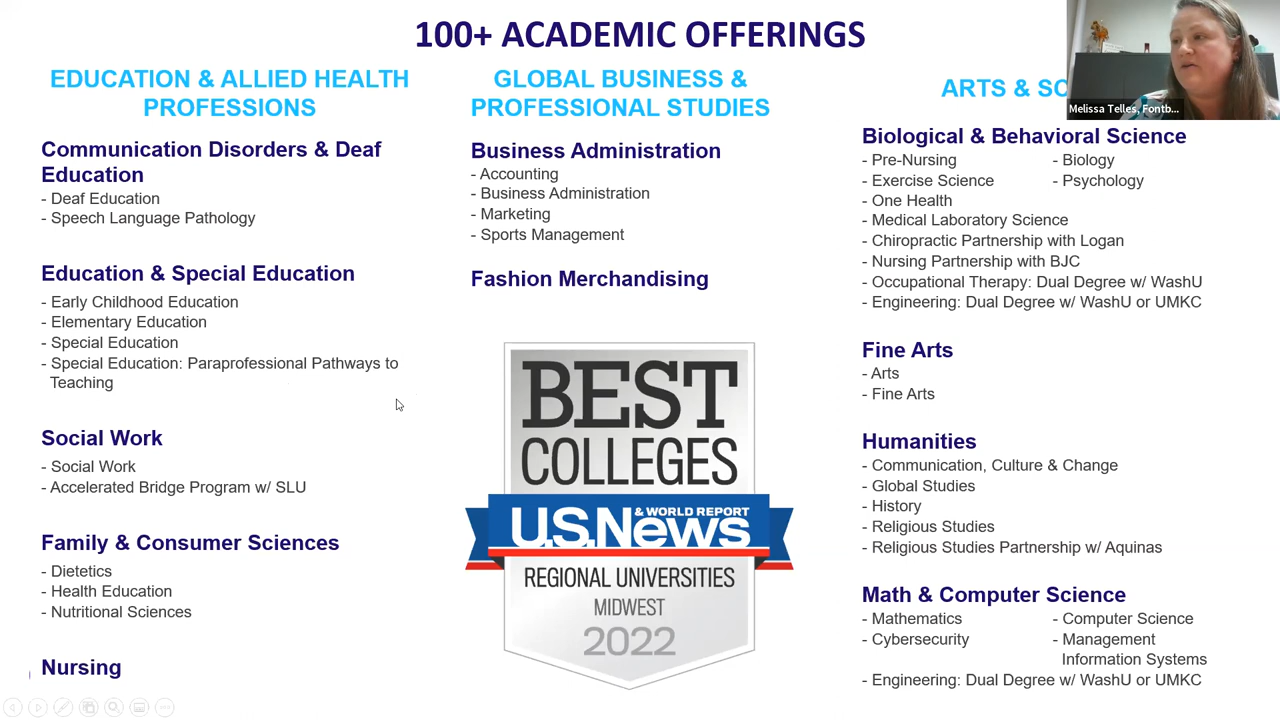 100+ ACADEMIC OFFERINGS
EDUCATION & ALLIED HEALTH
PROFESSIONS
Communication Disorders & Deaf
Education
- Deaf Education
- Speech Language Pathology
Education & Special Education
- Early Childhood Education
- Elementary Education
- Special Education
- Special Education: Paraprofessional Pathways to
Teaching
Social Work
- Social Work
- Accelerated Bridge Program w/ SLU
Family & Consumer Sciences
- Dietetics
- Health Education
- Nutritional Sciences
Nursing
GLOBAL BUSINESS &
PROFESSIONAL STUDIES
Business Administration
- Accounting
- Business Administration
- Marketing
- Sports Management
Fashion Merchandising
BEST
COLLEGES
U.S.News & WORLD REPORT
REGIONAL UNIVERSITIES
MIDWEST
2022
ARTS & SC
Melissa Telles, Fontb...
Biological & Behavioral Science
- Pre-Nursing - Biology
- Exercise Science - Psychology
- One Health
- Medical Laboratory Science
- Chiropractic Partnership with Logan
- Nursing Partnership with BJC
- Occupational Therapy: Dual Degree w/ WashU
- Engineering: Dual Degree w/ WashU or UMKC
Fine Arts
- Arts
- Fine Arts
Humanities
- Communication, Culture & Change
- Global Studies
- History
- Religious Studies
- Religious Studies Partnership w/ Aquinas
Math & Computer Science
- Mathematics - Computer Science
- Cybersecurity - Management
Information Systems
- Engineering: Dual Degree w/ WashU or UMKC